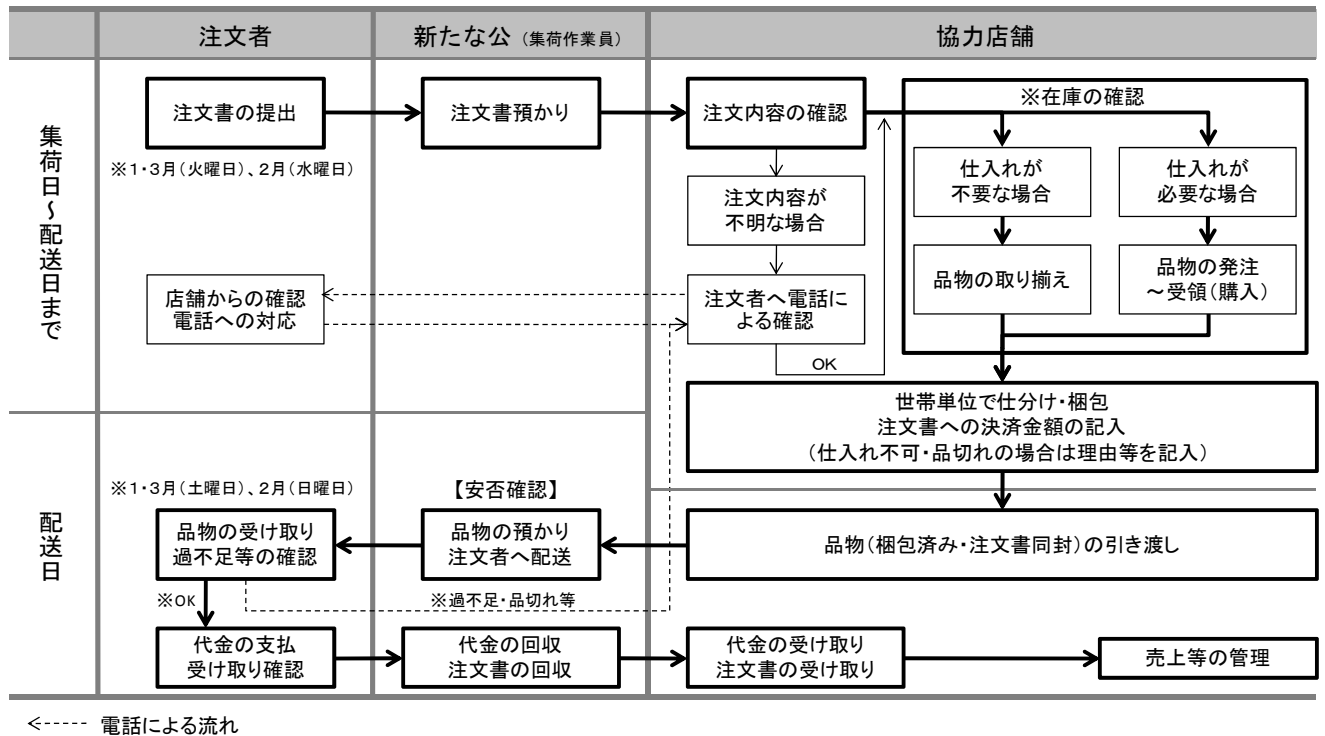 注文者
新たな公（集荷作業員）
協力店舗
集荷日～配送日まで
注文書の提出
※1・3月（火曜日）、2月（水曜日）
注文書預かり
注文内容の確認
※在庫の確認
注文内容が
不明な場合
仕入れが
不要な場合
仕入れが
必要な場合
店舗からの確認
電話への対応
注文者へ電話に
よる確認
OK
品物の取り揃え
品物の発注
～受領（購入）
世帯単位で仕分け・梱包
注文書への決済金額の記入
（仕入れ不可・品切れの場合は理由等を記入）
配送日
※1・3月（土曜日）、2月（日曜日）
【安否確認】
品物の受け取り
過不足等の確認
品物の預かり
注文者へ配送
品物（梱包済み・注文書同封）の引き渡し
※OK
※過不足・品切れ等
代金の支払
受け取り確認
代金の回収
注文書の回収
代金の受け取り
注文書の受け取り
売上等の管理
電話による流れ